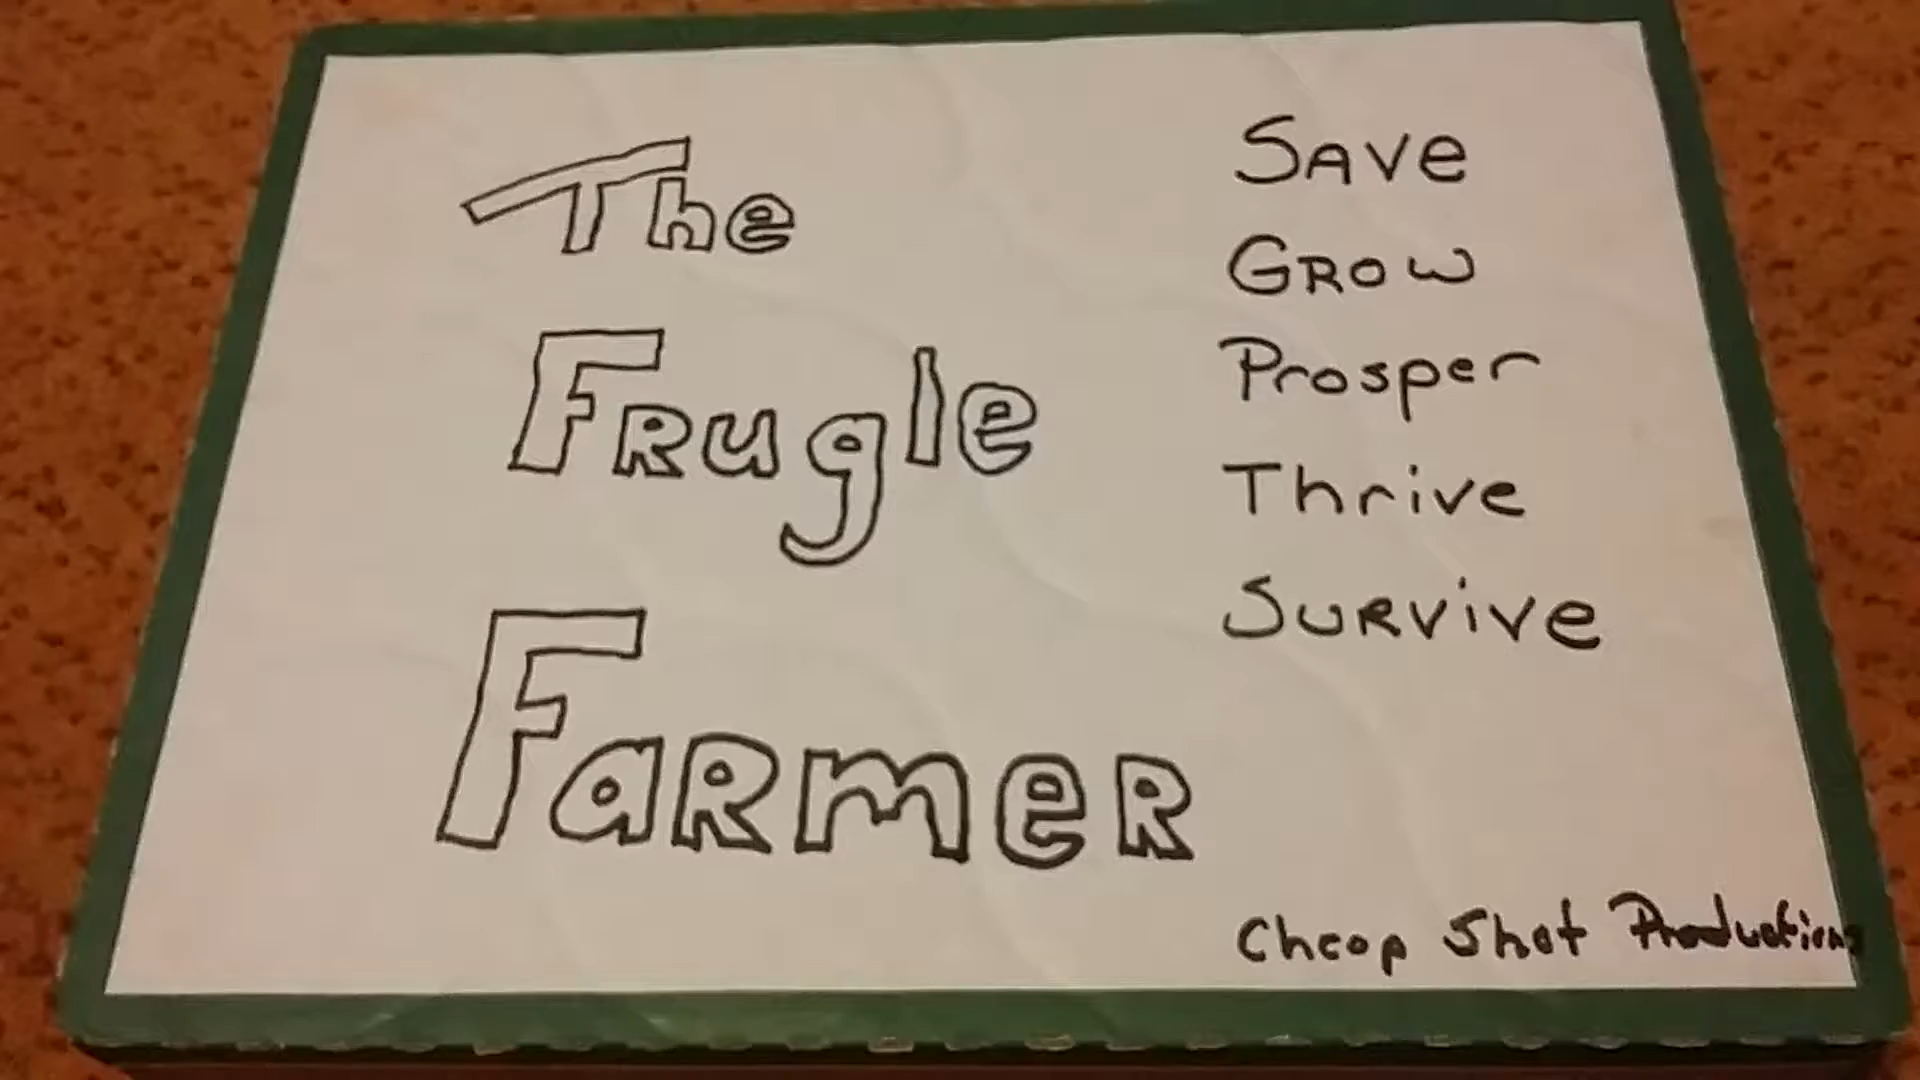 The
Frugle
Farmer
Save
Grow
Prosper
Thrive
Survive
Cheap Shot Productions